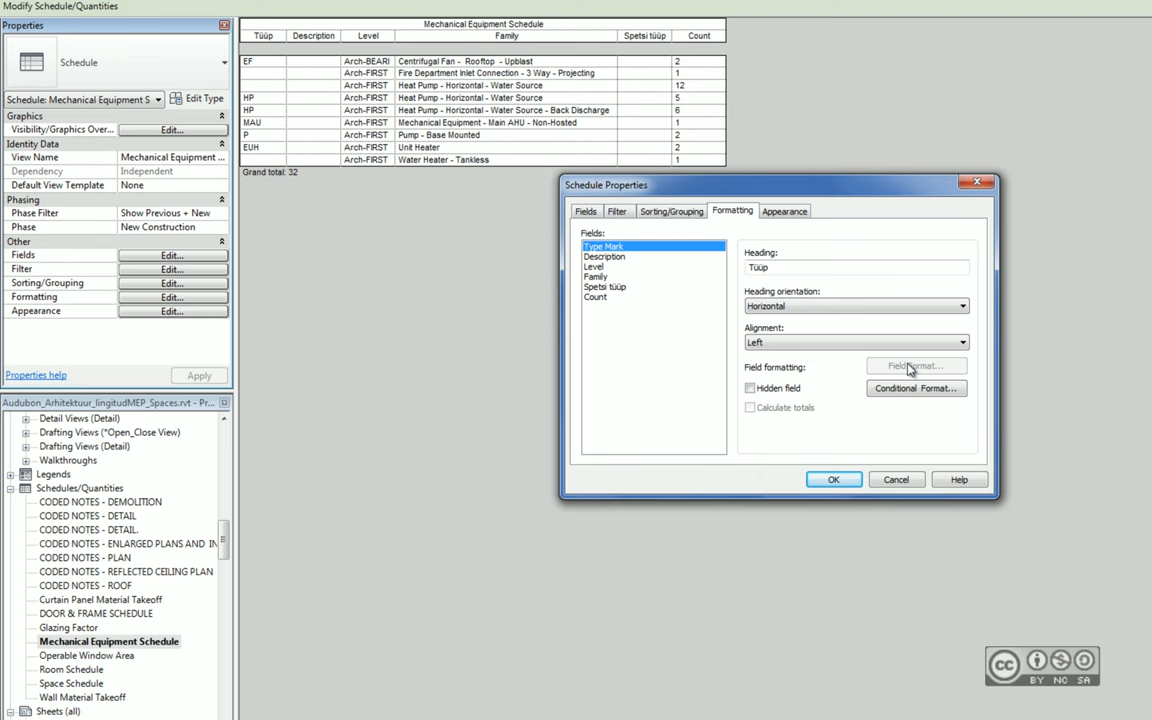 Modify Schedule/Quantities
Properties
Schedule
Schedule: Mechanical Equipment S
Edit Type
Graphics
Visibility/Graphics Over...
Edit...
Identity Data
View Name
Mechanical Equipment ...
Dependency
Independent
Default View Template
None
Phasing
Phase Filter
Show Previous + New
Phase
New Construction
Other
Fields
Edit...
Filter
Edit...
Sorting/Grouping
Edit...
Formatting
Edit...
Appearance
Edit...
Properties help
Apply
Audubon_Arhitektuur_lingitudMEP_Spaces.rvt - Pr...
Detail Views (Detail)
Drafting Views (*Open_Close View)
Drafting Views (Detail)
Walkthroughs
Legends
Schedules/Quantities
CODED NOTES - DEMOLITION
CODED NOTES - DETAIL
CODED NOTES - DETAIL.
CODED NOTES - ENLARGED PLANS AND IN
CODED NOTES - PLAN
CODED NOTES - REFLECTED CEILING PLAN
CODED NOTES - ROOF
Curtain Panel Material Takeoff
DOOR & FRAME SCHEDULE
Glazing Factor
Mechanical Equipment Schedule
Operable Window Area
Room Schedule
Space Schedule
Wall Material Takeoff
Sheets (all)
Mechanical Equipment Schedule
Tüüp Description Level Family Spetsi tüüp Count
EF Arch-BEARI Centrifugal Fan - Rooftop - Upblast 2
Arch-FIRST Fire Department Inlet Connection - 3 Way - Projecting 1
Arch-FIRST Heat Pump - Horizontal - Water Source 12
HP Arch-FIRST Heat Pump - Horizontal - Water Source 5
HP Arch-FIRST Heat Pump - Horizontal - Water Source - Back Discharge 6
MAU Arch-FIRST Mechanical Equipment - Main AHU - Non-Hosted 1
P Arch-FIRST Pump - Base Mounted 2
EUH Arch-FIRST Unit Heater 2
Arch-FIRST Water Heater - Tankless 1
Grand total: 32
Schedule Properties
Fields Filter Sorting/Grouping Formatting Appearance
Fields:
Type Mark
Description
Level
Family
Spetsi tüüp
Count
Heading:
Tüüp
Heading orientation:
Horizontal
Alignment:
Left
Field formatting:
Field Format...
Hidden field
Conditional Format...
Calculate totals
OK Cancel Help
cc
BY NC SA